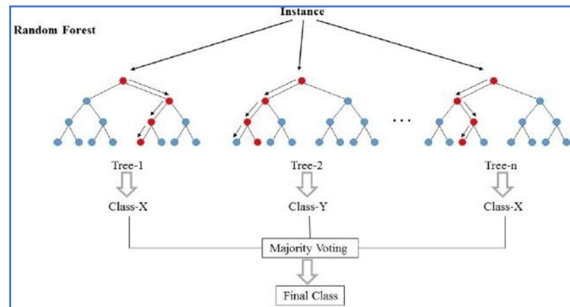 Instance
Random Forest
...
Tree-1
Tree-2
Tree-n
Class-X
Class-Y
Class-X
Majority Voting
Final Class